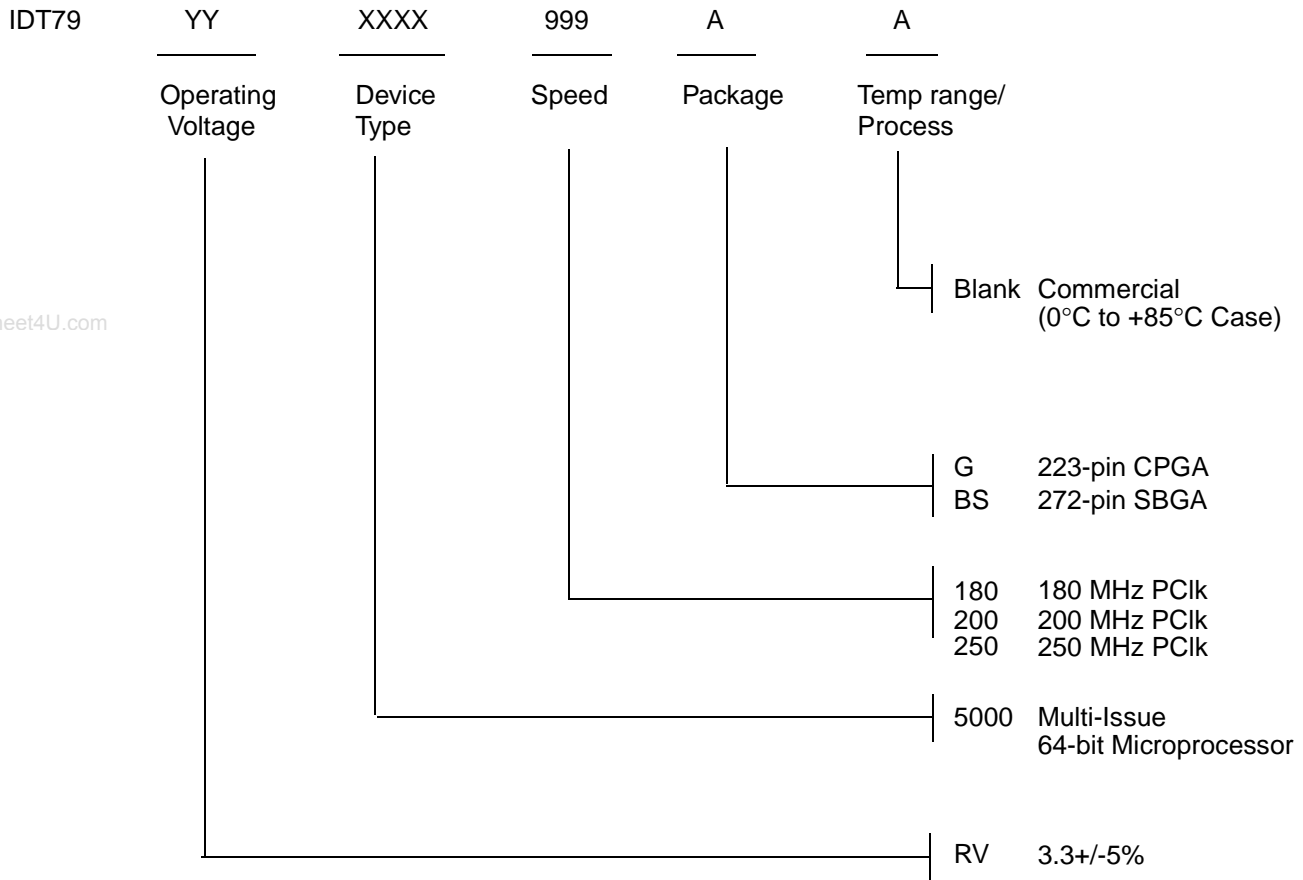 IDT79 YY XXXX 999 A A
Operating Voltage
Device Type
Speed
Package
Temp range/ Process
Blank Commercial
(0°C to +85°C Case)
heet4U.com
G 223-pin CPGA
BS 272-pin SBGA
180 180 MHz PClk
200 200 MHz PClk
250 250 MHz PClk
5000 Multi-Issue
64-bit Microprocessor
RV 3.3+/-5%